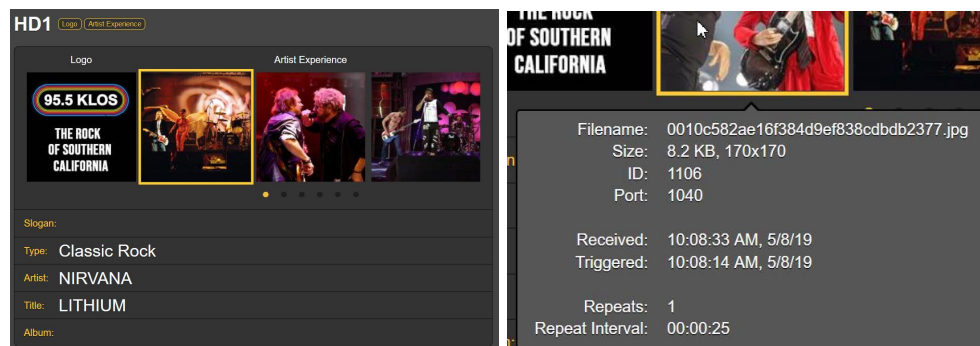 HD1 Logo Artist Experience
Logo Artist Experience
95.5 KLOS
THE ROCK
OF SOUTHERN
CALIFORNIA
Slogan:
Type: Classic Rock
Artist: NIRVANA
Title: LITHIUM
Album:
THE ROCK
OF SOUTHERN
CALIFORNIA
Filename: 0010c582ae16f384d9ef838cdbdb2377.jpg
Size: 8.2 KB, 170x170
ID: 1106
Port: 1040
Received: 10:08:33 AM, 5/8/19
Triggered: 10:08:14 AM, 5/8/19
Repeats: 1
Repeat Interval: 00:00:25